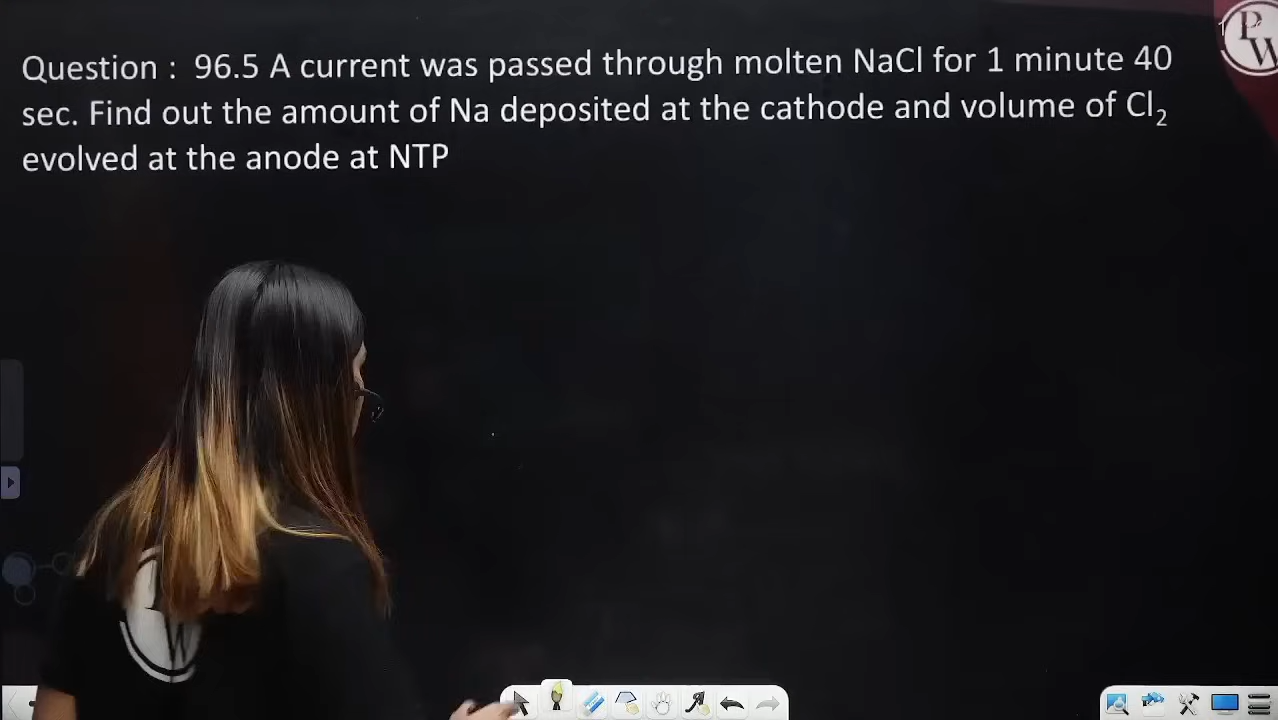 Question : 96.5 A current was passed through molten NaCl for 1 minute 40
sec. Find out the amount of Na deposited at the cathode and volume of Cl₂
evolved at the anode at NTP
PW
W